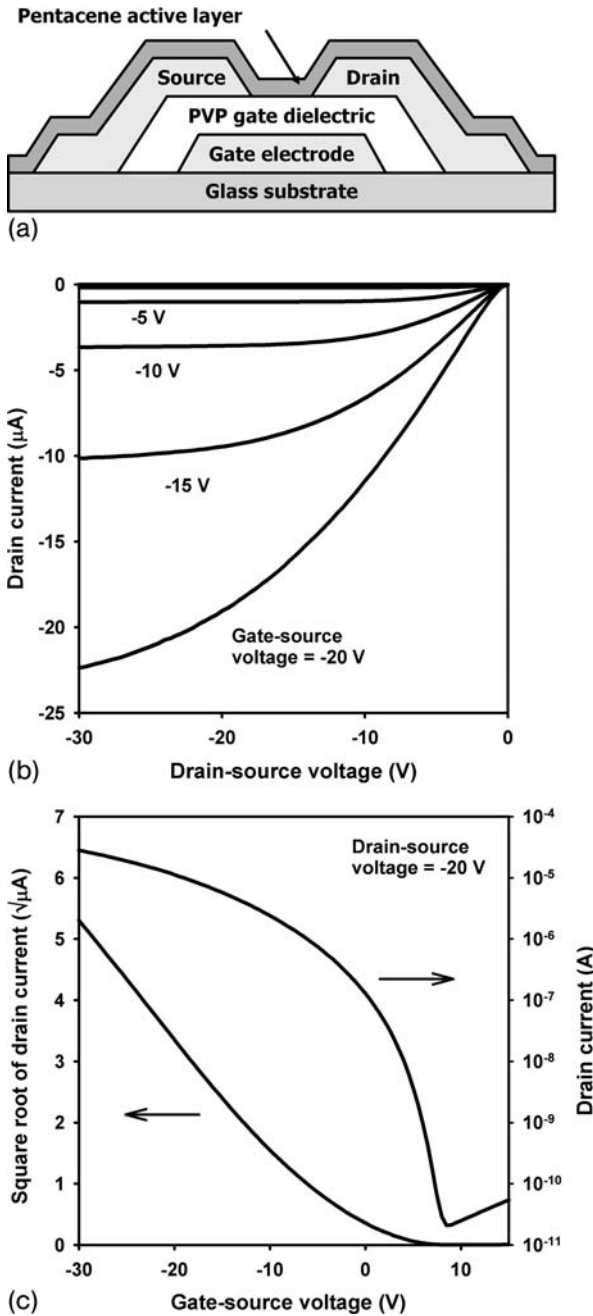 Pentacene active layer
Source
Drain
PVP gate dielectric
Gate electrode
Glass substrate
(a)
0
-5
-10
-15
-20
-25
Drain current (μA)
-5 V
-10 V
-15 V
Gate-source
voltage = -20 V
-30
-20
-10
0
Drain-source voltage (V)
(b)
7
6
5
4
3
2
1
0
Square root of drain current (√μA)
Drain-source
voltage = -20 V
10⁻⁴
10⁻⁵
10⁻⁶
10⁻⁷
10⁻⁸
10⁻⁹
10⁻¹⁰
10⁻¹¹
Drain current (A)
-30
-20
-10
0
10
Gate-source voltage (V)
(c)